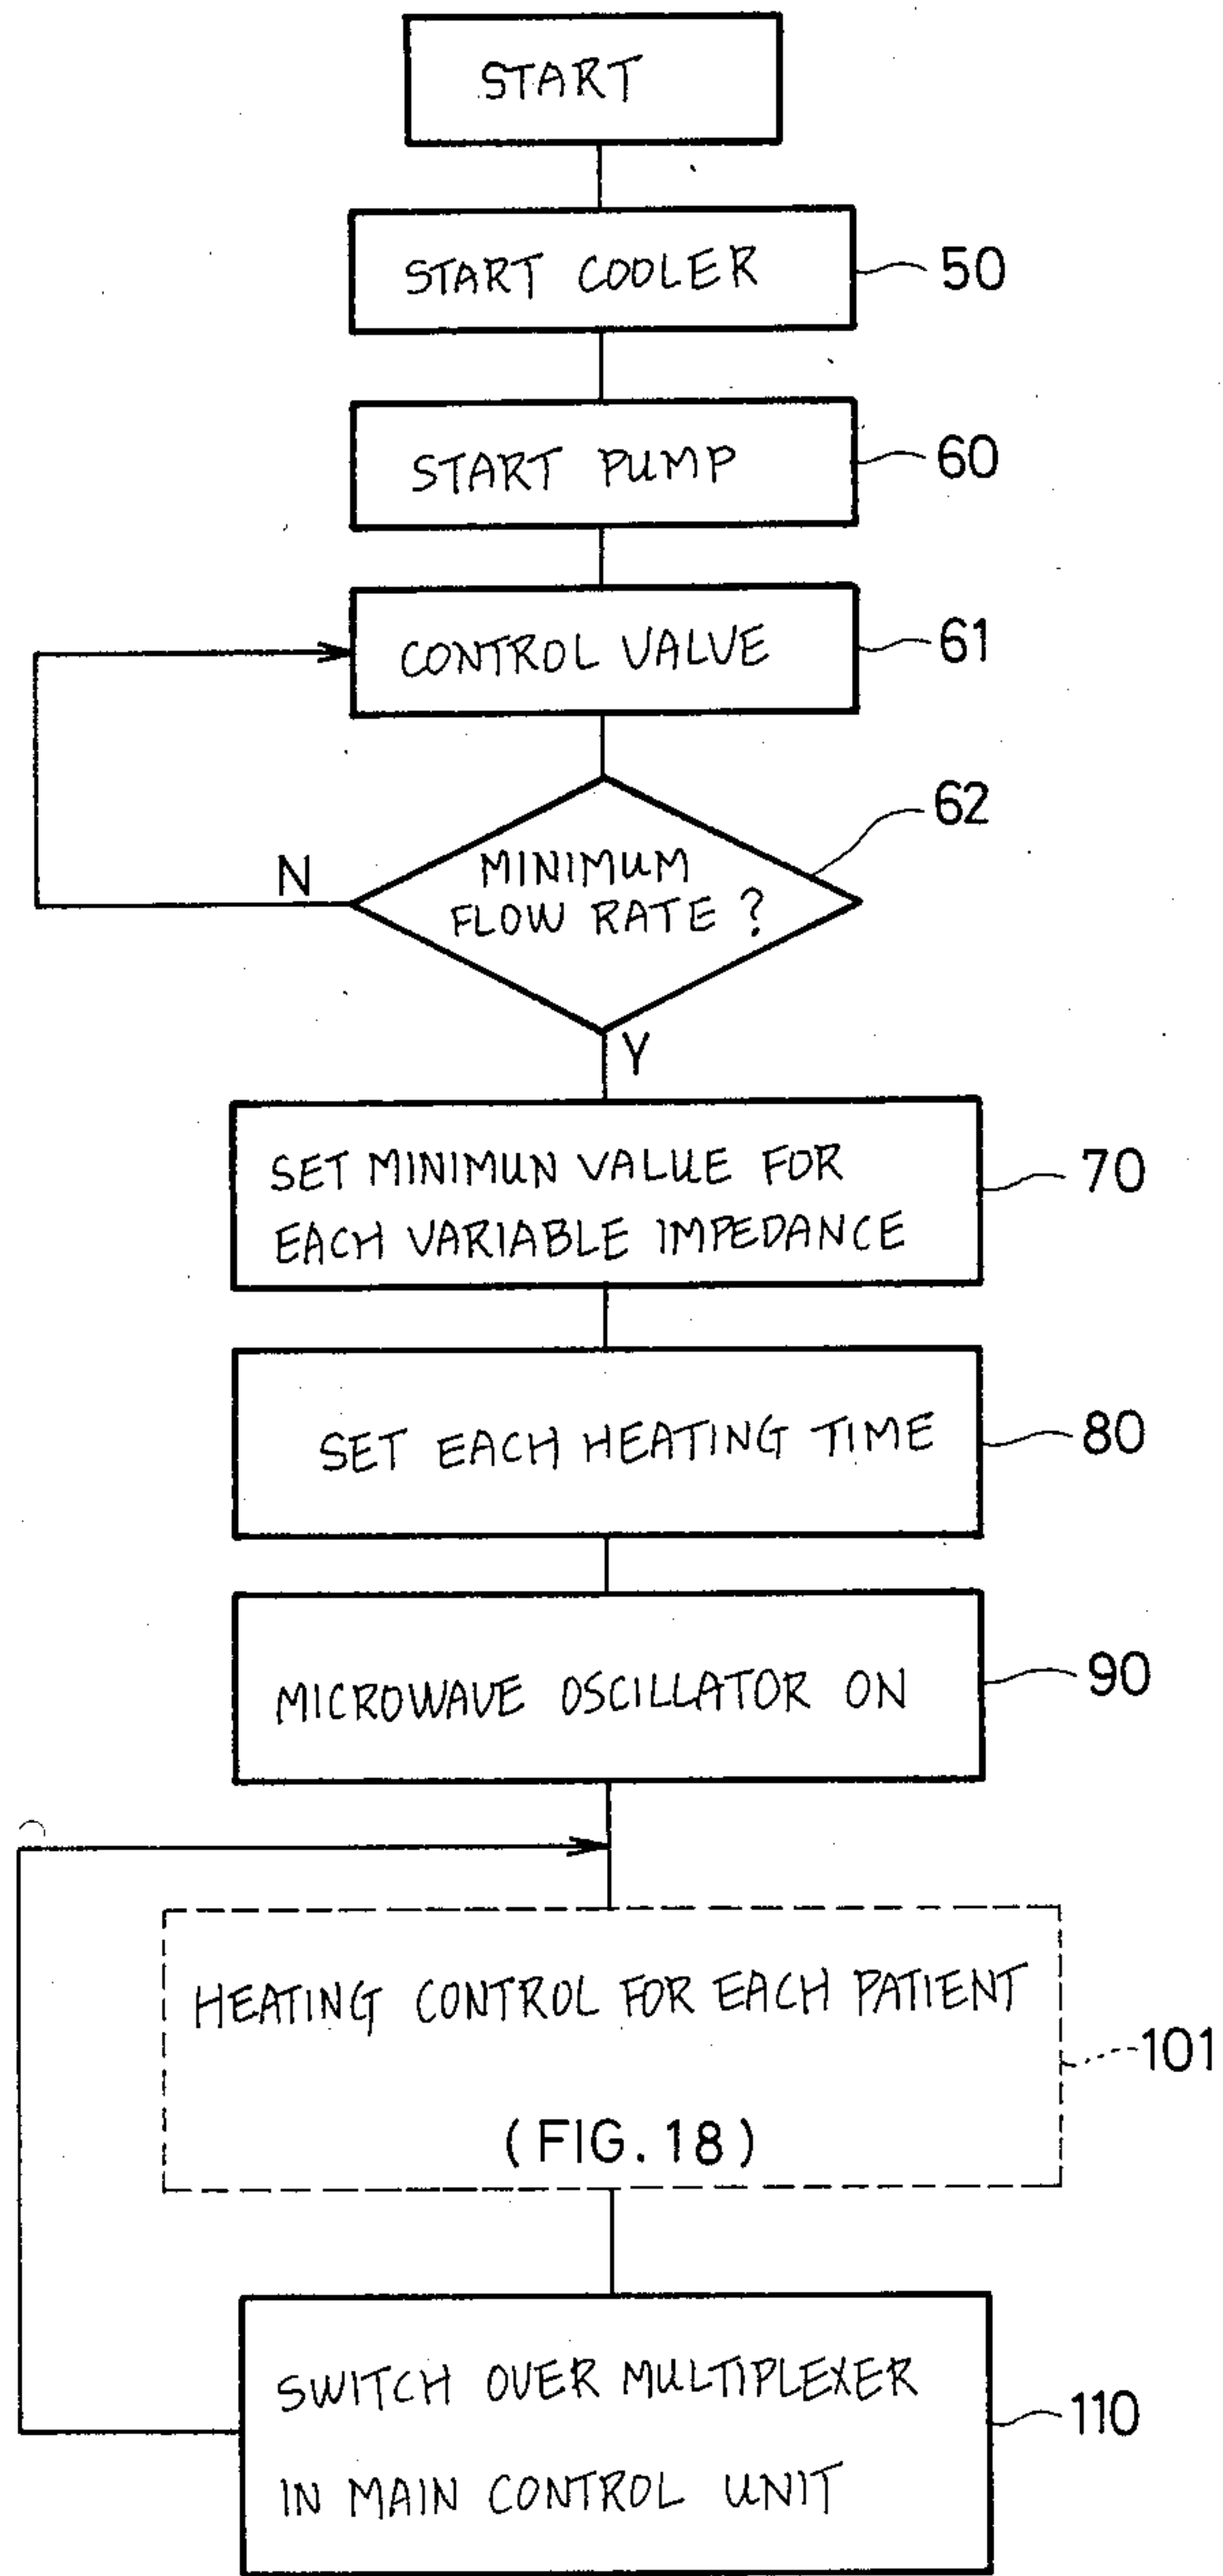 START
START COOLER
50
START PUMP
60
CONTROL VALUE
61
62
MINIMUM
FLOW RATE ?
N
Y
SET MINIMUN VALUE FOR
EACH VARIABLE IMPEDANCE
70
SET EACH HEATING TIME
80
MICROWAVE OSCILLATOR ON
90
HEATING CONTROL FOR EACH PATIENT
101
(FIG.18)
SWITCH OVER MULTIPLEXER
IN MAIN CONTROL UNIT
110